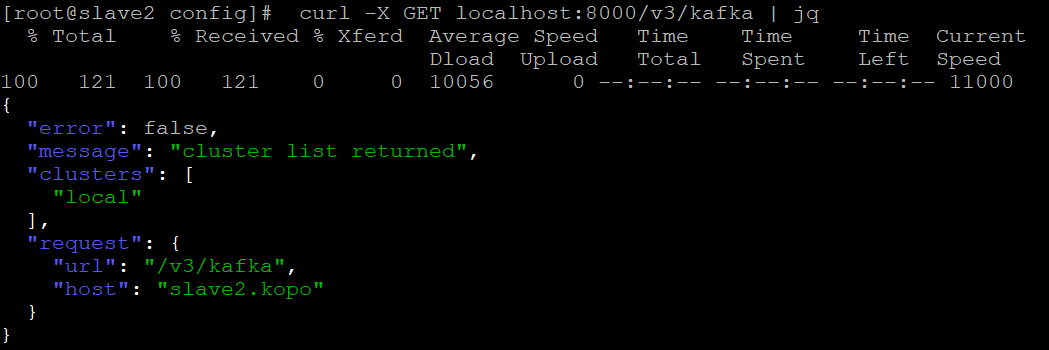 [root@slave2 config]#  curl -X GET localhost:8000/v3/kafka | jq
  % Total    % Received % Xferd  Average Speed   Time    Time     Time  Current
                                 Dload  Upload   Total   Spent    Left  Speed
100   121  100   121    0     0  10056      0 --:--:-- --:--:-- --:--:-- 11000
{
  "error": false,
  "message": "cluster list returned",
  "clusters": [
    "local"
  ],
  "request": {
    "url": "/v3/kafka",
    "host": "slave2.kopo"
  }
}